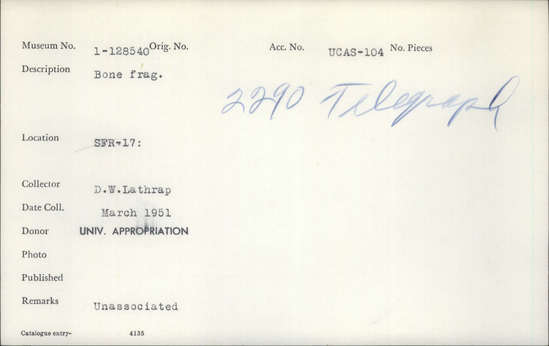 Museum No. 1-128540 Orig. No. Acc. No. UCAS-104 No. Pieces
Description Bone frag.
2290 Telegraph
Location SFR-17:
Collector D.W.Lathrap
Date Coll. March 1951
Donor UNIV. APPROPRIATION
Photo
Published
Remarks Unassociated
Catalogue entry- 4135